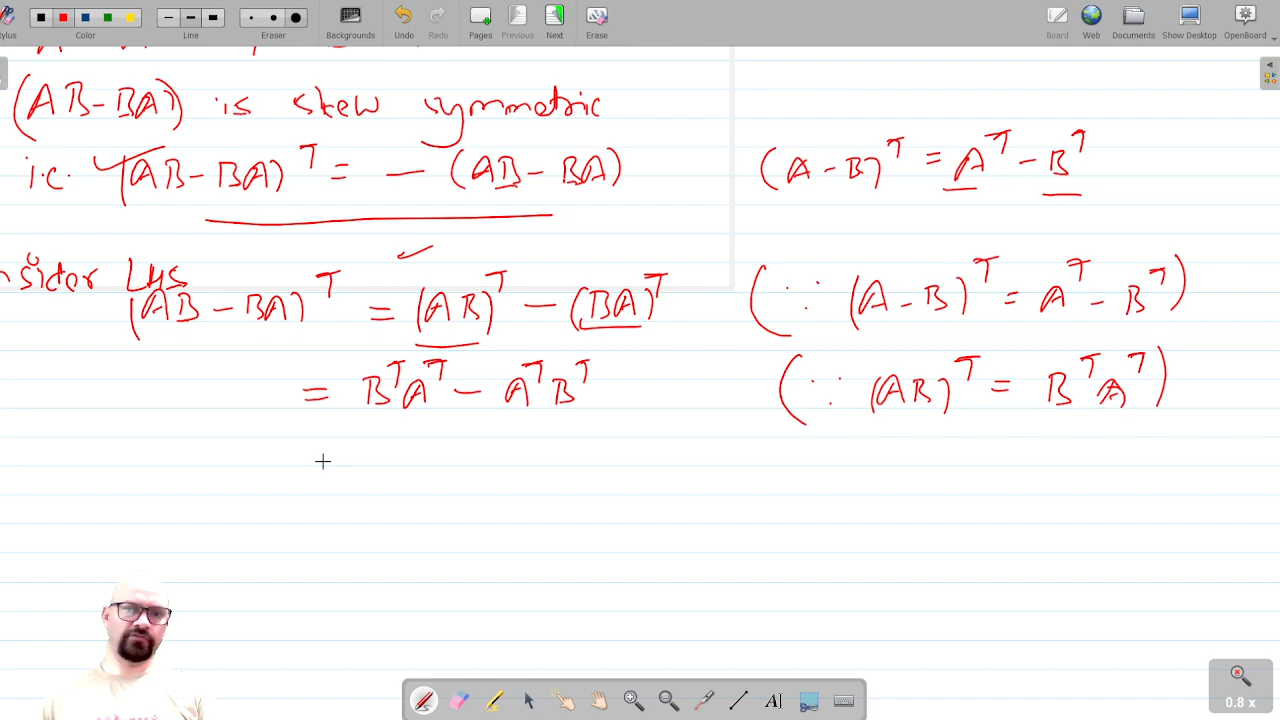 Color
Line
Eraser
Backgrounds
Undo
Redo
Pages
Previous
Next
Erase
Board
Web
Documents
Show Desktop
OpenBoard
(AB-BA) is skew symmetric
i.e. (AB-BA)ᵀ = - (AB-BA)
(A-B)ᵀ = Aᵀ - Bᵀ
nsider LHS
(AB-BA)ᵀ = (AB)ᵀ - (BA)ᵀ
(∵ (A-B)ᵀ = Aᵀ - Bᵀ)
= BᵀAᵀ - AᵀBᵀ
(∵ (AB)ᵀ = BᵀAᵀ)
0.8 x